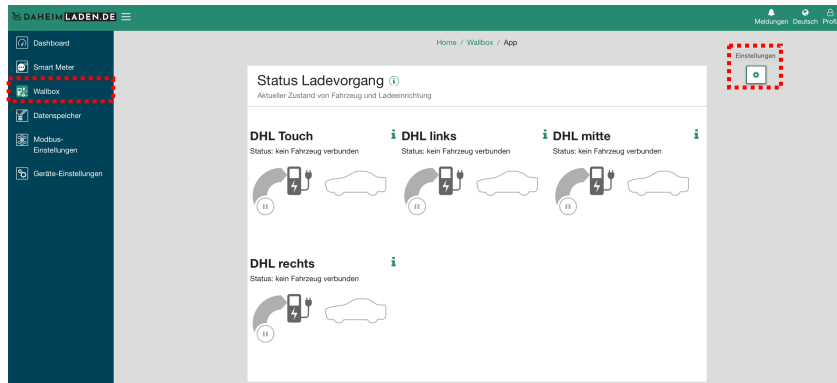 DAHEIMLADEN.DE
Meldungen Deutsch Profi
Dashboard
Smart Meter
Wallbox
Datenspeicher
Modbus-
Einstellungen
Geräte-Einstellungen
Home / Wallbox / App
Einstellungen
Status Ladevorgang i
Aktueller Zustand von Fahrzeug und Ladeeinrichtung
DHL Touch i
Status: kein Fahrzeug verbunden
DHL links i
Status: kein Fahrzeug verbunden
DHL mitte i
Status: kein Fahrzeug verbunden
DHL rechts i
Status: kein Fahrzeug verbunden